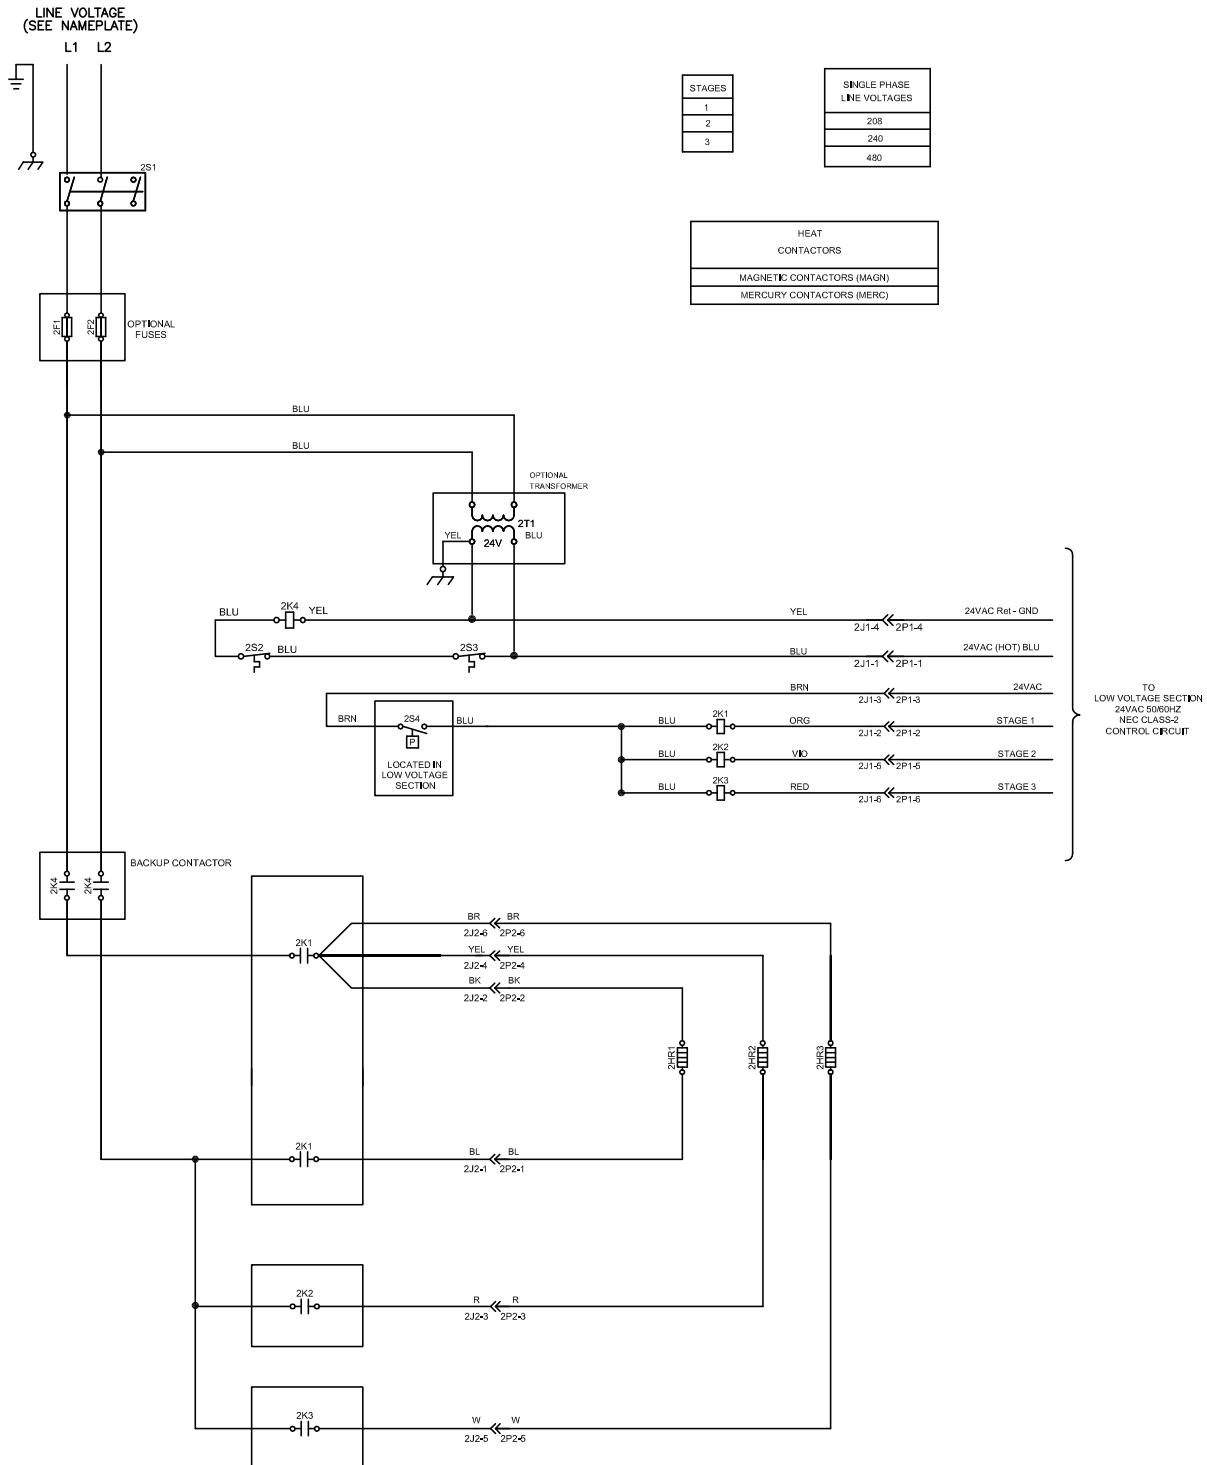 LINE VOLTAGE
(SEE NAMEPLATE)
L1 L2
STAGES
1
2
3
SINGLE PHASE
LINE VOLTAGES
208
240
480
2S1
HEAT
CONTACTORS
MAGNETIC CONTACTORS (MAGN)
MERCURY CONTACTORS (MERC)
2F1 2F2
OPTIONAL
FUSES
BLU
BLU
OPTIONAL
TRANSFORMER
2T1
YEL 24V BLU
BLU 2K4 YEL YEL 24VAC Ret - GND
2J1-4 2P1-4
2S2 BLU 2S3 BLU 24VAC (HOT) BLU
2J1-1 2P1-1
BRN 24VAC
2J1-3 2P1-3
BRN 2S4 BLU BLU 2K1 ORG STAGE 1
2J1-2 2P1-2
P
BLU 2K2 VIO STAGE 2
2J1-5 2P1-5
LOCATED IN
LOW VOLTAGE
SECTION
BLU 2K3 RED STAGE 3
2J1-6 2P1-6
TO
LOW VOLTAGE SECTION
24VAC 50/60HZ
NEC CLASS-2
CONTROL CIRCUIT
BACKUP CONTACTOR
2K4 2K4
BR BR
2J2-6 2P2-6
2K1 YEL YEL
2J2-4 2P2-4
BK BK
2J2-2 2P2-2
2HR1 2HR2 2HR3
2K1 BL BL
2J2-1 2P2-1
2K2 R R
2J2-3 2P2-3
2K3 W W
2J2-5 2P2-5